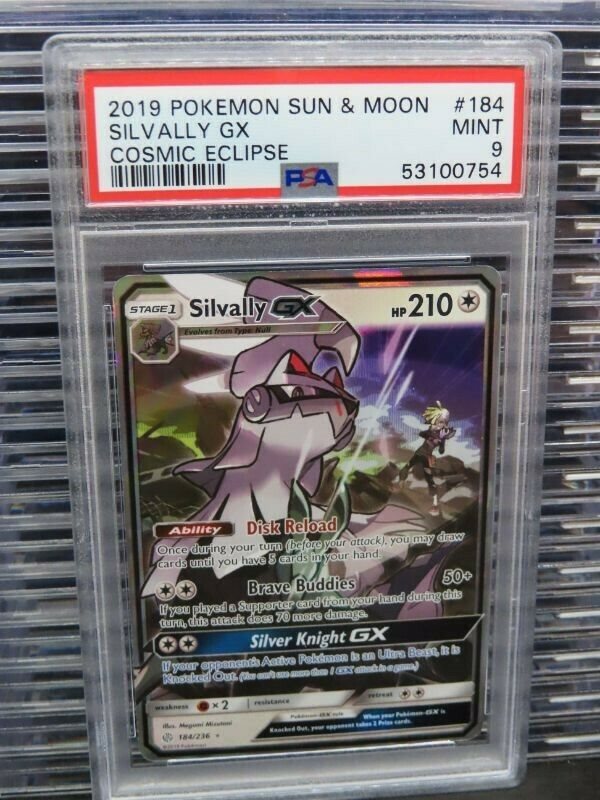 2019 POKEMON SUN & MOON #184
SILVALLY GX MINT
COSMIC ECLIPSE 9
PSA 53100754
STAGE1 Silvally GX HP210
Evolves from Type: Null
Ability Disk Reload
Once during your turn (before your attack), you may draw
cards until you have 5 cards in your hand.
Brave Buddies 50+
If you played a Supporter card from your hand during this
turn, this attack does 70 more damage.
Silver Knight GX
If your opponent's Active Pokémon is an Ultra Beast, it is
Knocked Out. (You can't use more than 1 GX attack in a game.)
weakness ×2 resistance retreat
Pokémon-GX rule When your Pokémon-GX is
Knocked Out, your opponent takes 2 Prize cards.
Illus. Megumi Mizutani
184/236
©2019 Pokémon